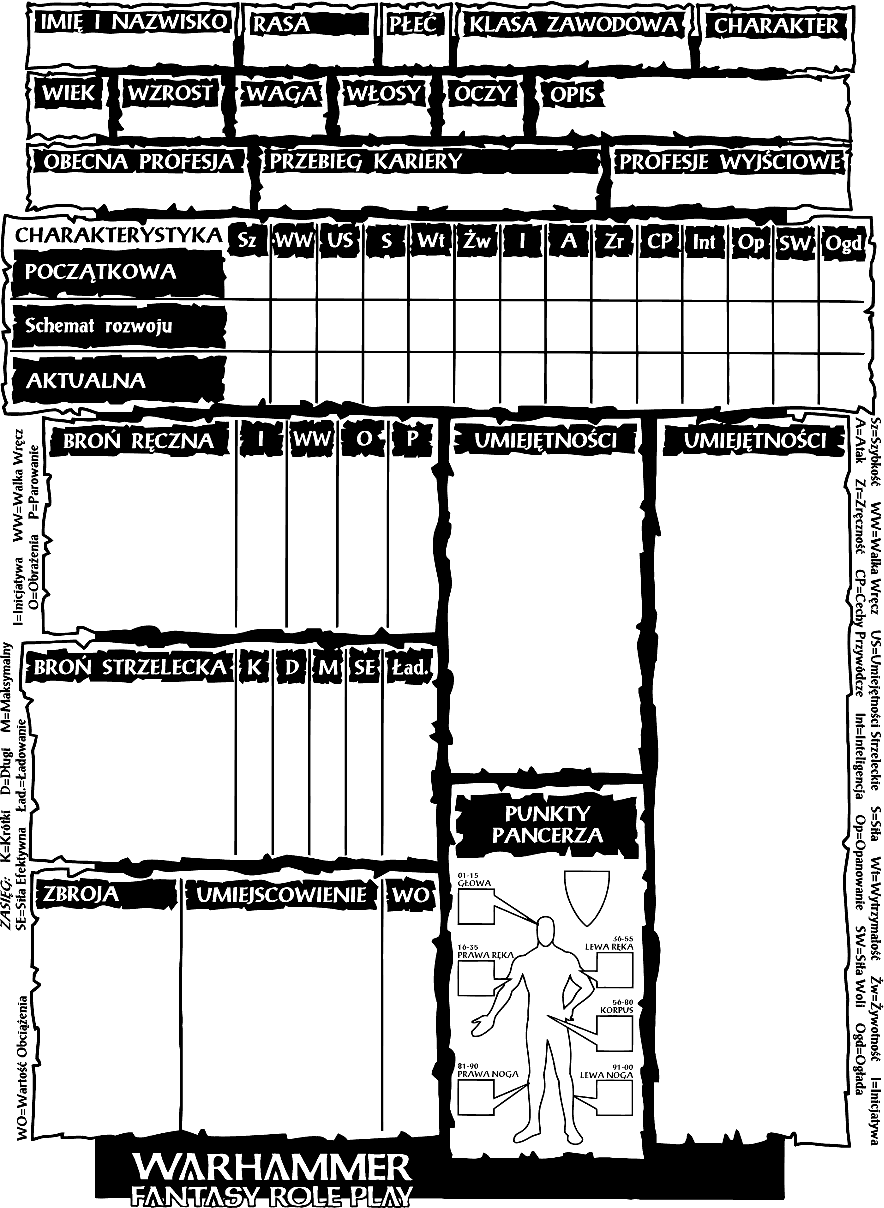 IMIĘ I NAZWISKO RASA PŁEĆ KLASA ZAWODOWA CHARAKTER
WIEK WZROST WAGA WŁOSY OCZY OPIS
OBECNA PROFESJA PRZEBIEG KARIERY PROFESJE WYJŚCIOWE
CHARAKTERYSTYKA Sz WW US S Wt Żw I A Zr CP Int Op SW Ogd
POCZĄTKOWA
Schemat rozwoju
AKTUALNA
BROŃ RĘCZNA I WW O P
I=Inicjatywa WW=Walka Wręcz
O=Obrażenia P=Parowanie
BROŃ STRZELECKA K D M SE Ład.
ZASIĘG: K=Krótki D=Długi M=Maksymalny
SE=Siła Efektywna Ład.=Ładowanie
ZBROJA UMIEJSCOWIENIE WO
WO=Wartość Obciążenia
UMIEJĘTNOŚCI
UMIEJĘTNOŚCI
PUNKTY
PANCERZA
01-15
GŁOWA
16-35
PRAWA RĘKA
36-55
LEWA RĘKA
56-80
KORPUS
81-90
PRAWA NOGA
91-00
LEWA NOGA
Sz=Szybkość WW=Walka Wręcz US=Umiejętności Strzeleckie S=Siła Wt=Wytrzymałość Żw=Żywotność I=Inicjatywa
A=Atak Zr=Zręczność CP=Cechy Przywódcze Int=Inteligencja Op=Opanowanie SW=Siła Woli Ogd=Ogłada
WARHAMMER
FANTASY ROLE PLAY